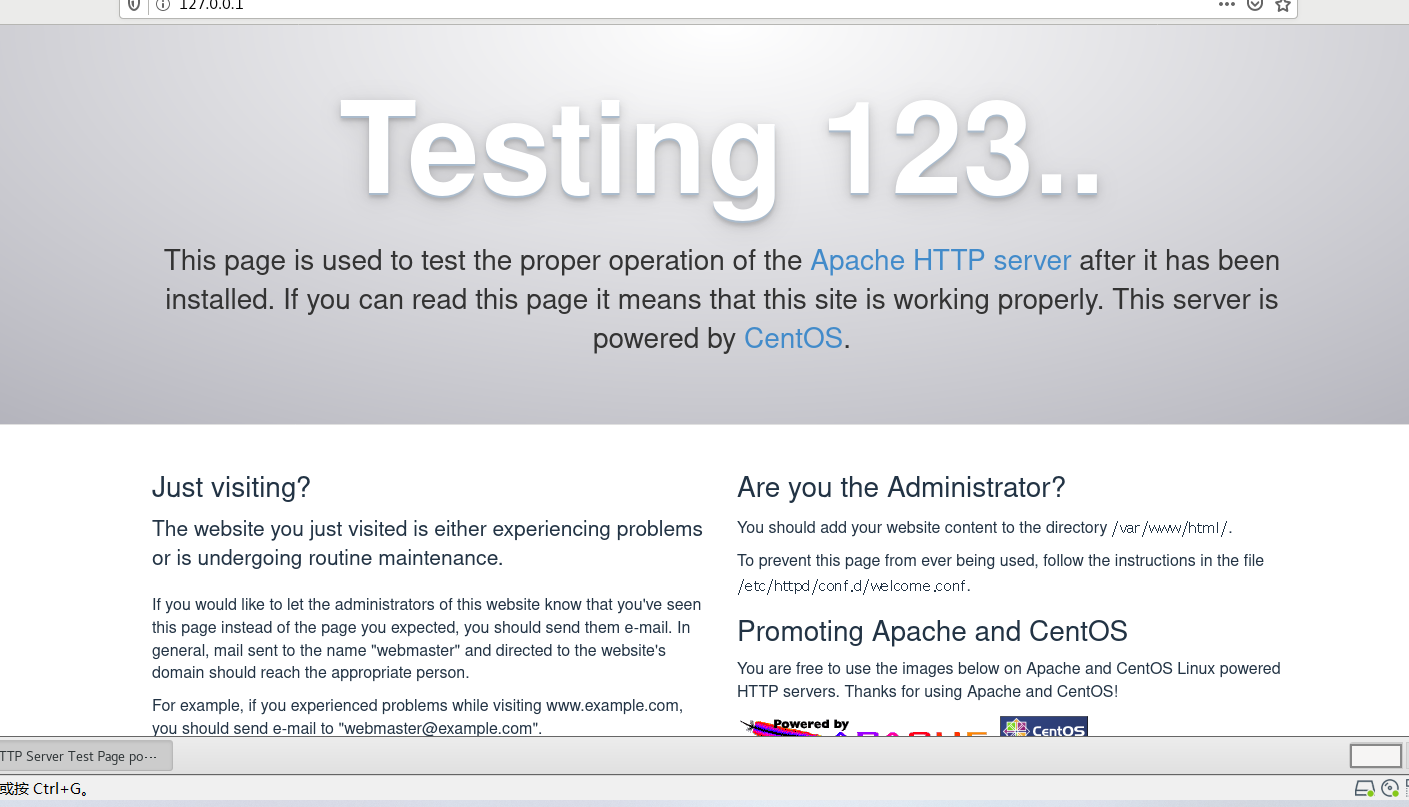 127.0.0.1
Testing 123..
This page is used to test the proper operation of the Apache HTTP server after it has been
installed. If you can read this page it means that this site is working properly. This server is
powered by CentOS.
Just visiting?
The website you just visited is either experiencing problems
or is undergoing routine maintenance.
If you would like to let the administrators of this website know that you've seen
this page instead of the page you expected, you should send them e-mail. In
general, mail sent to the name "webmaster" and directed to the website's
domain should reach the appropriate person.
For example, if you experienced problems while visiting www.example.com,
you should send e-mail to "webmaster@example.com".
Are you the Administrator?
You should add your website content to the directory /var/www/html/.
To prevent this page from ever being used, follow the instructions in the file
/etc/httpd/conf.d/welcome.conf.
Promoting Apache and CentOS
You are free to use the images below on Apache and CentOS Linux powered
HTTP servers. Thanks for using Apache and CentOS!
Powered by
APACHE
CentOS
TTP Server Test Page po···
或按 Ctrl+G。